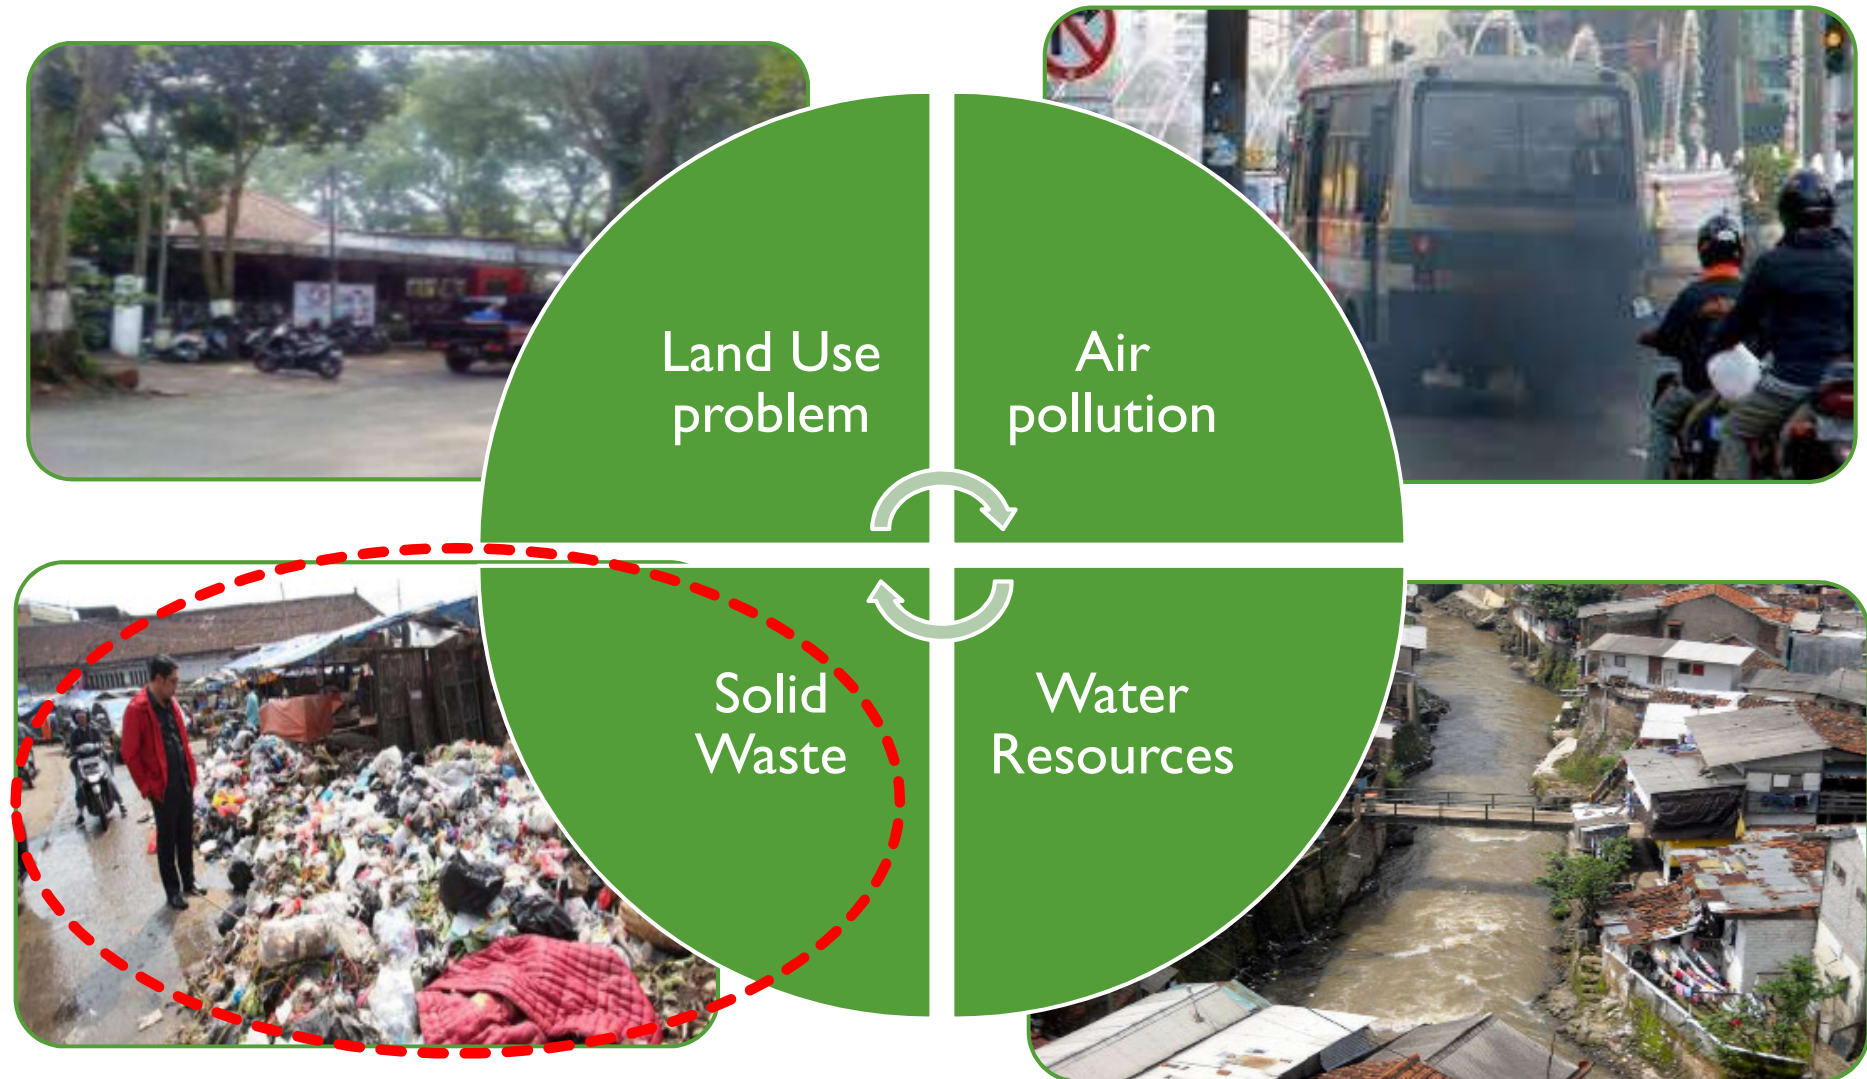 Land Use
problem
Air
pollution
Solid
Waste
Water
Resources